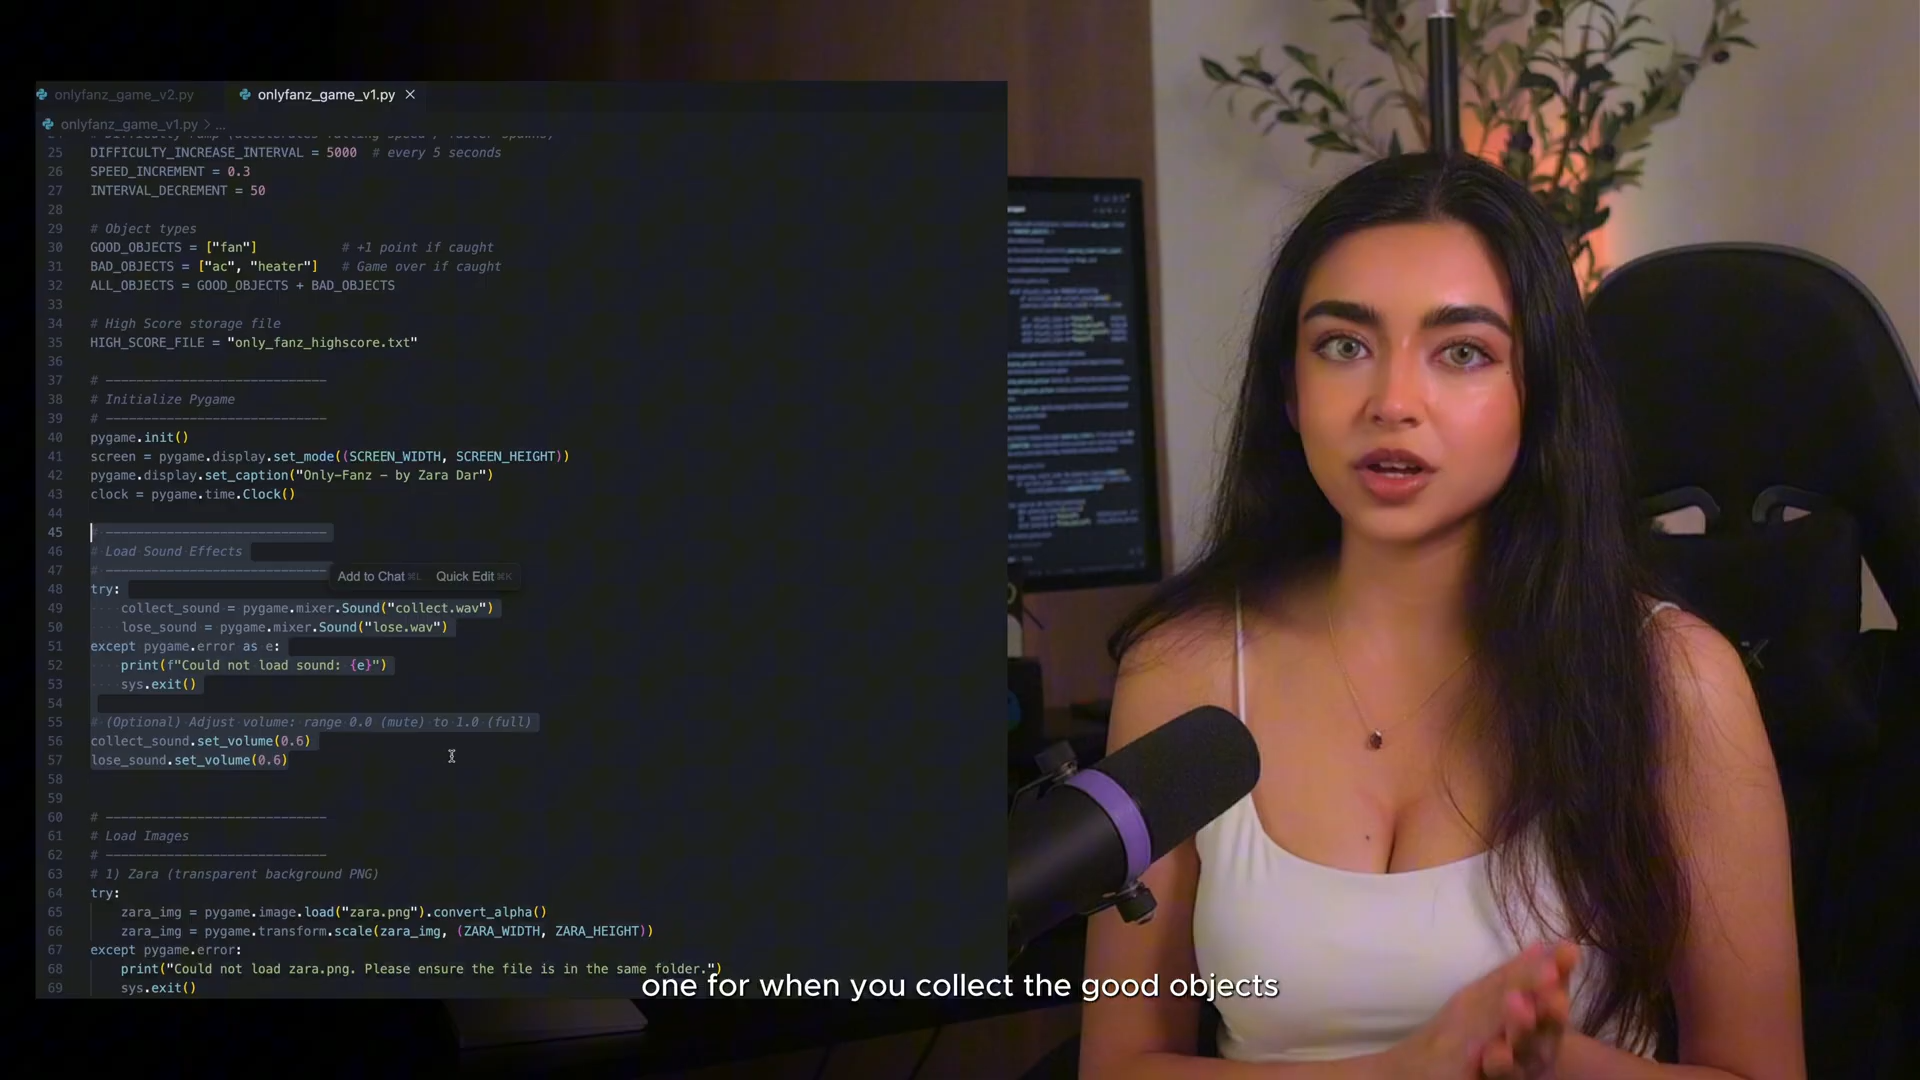 onlyfanz_game_v2.py
onlyfanz_game_v1.py
onlyfanz_game_v1.py > ...
25 DIFFICULTY_INCREASE_INTERVAL = 5000 # every 5 seconds
26 SPEED_INCREMENT = 0.3
27 INTERVAL_DECREMENT = 50
28
29 # Object types
30 GOOD_OBJECTS = ["fan"] # +1 point if caught
31 BAD_OBJECTS = ["ac", "heater"] # Game over if caught
32 ALL_OBJECTS = GOOD_OBJECTS + BAD_OBJECTS
33
34 # High Score storage file
35 HIGH_SCORE_FILE = "only_fanz_highscore.txt"
36
37 # -----------------------------
38 # Initialize Pygame
39 # -----------------------------
40 pygame.init()
41 screen = pygame.display.set_mode((SCREEN_WIDTH, SCREEN_HEIGHT))
42 pygame.display.set_caption("Only-Fanz - by Zara Dar")
43 clock = pygame.time.Clock()
44
45 # -----------------------------
46 # Load Sound Effects
47 # -----------------------------
Add to Chat ⌘L Quick Edit ⌘K
48 try:
49 collect_sound = pygame.mixer.Sound("collect.wav")
50 lose_sound = pygame.mixer.Sound("lose.wav")
51 except pygame.error as e:
52 print(f"Could not load sound: {e}")
53 sys.exit()
54
55 # (Optional) Adjust volume: range 0.0 (mute) to 1.0 (full)
56 collect_sound.set_volume(0.6)
57 lose_sound.set_volume(0.6)
58
59
60 # -----------------------------
61 # Load Images
62 # -----------------------------
63 # 1) Zara (transparent background PNG)
64 try:
65 zara_img = pygame.image.load("zara.png").convert_alpha()
66 zara_img = pygame.transform.scale(zara_img, (ZARA_WIDTH, ZARA_HEIGHT))
67 except pygame.error:
68 print("Could not load zara.png. Please ensure the file is in the same folder.")
69 sys.exit()
one for when you collect the good objects